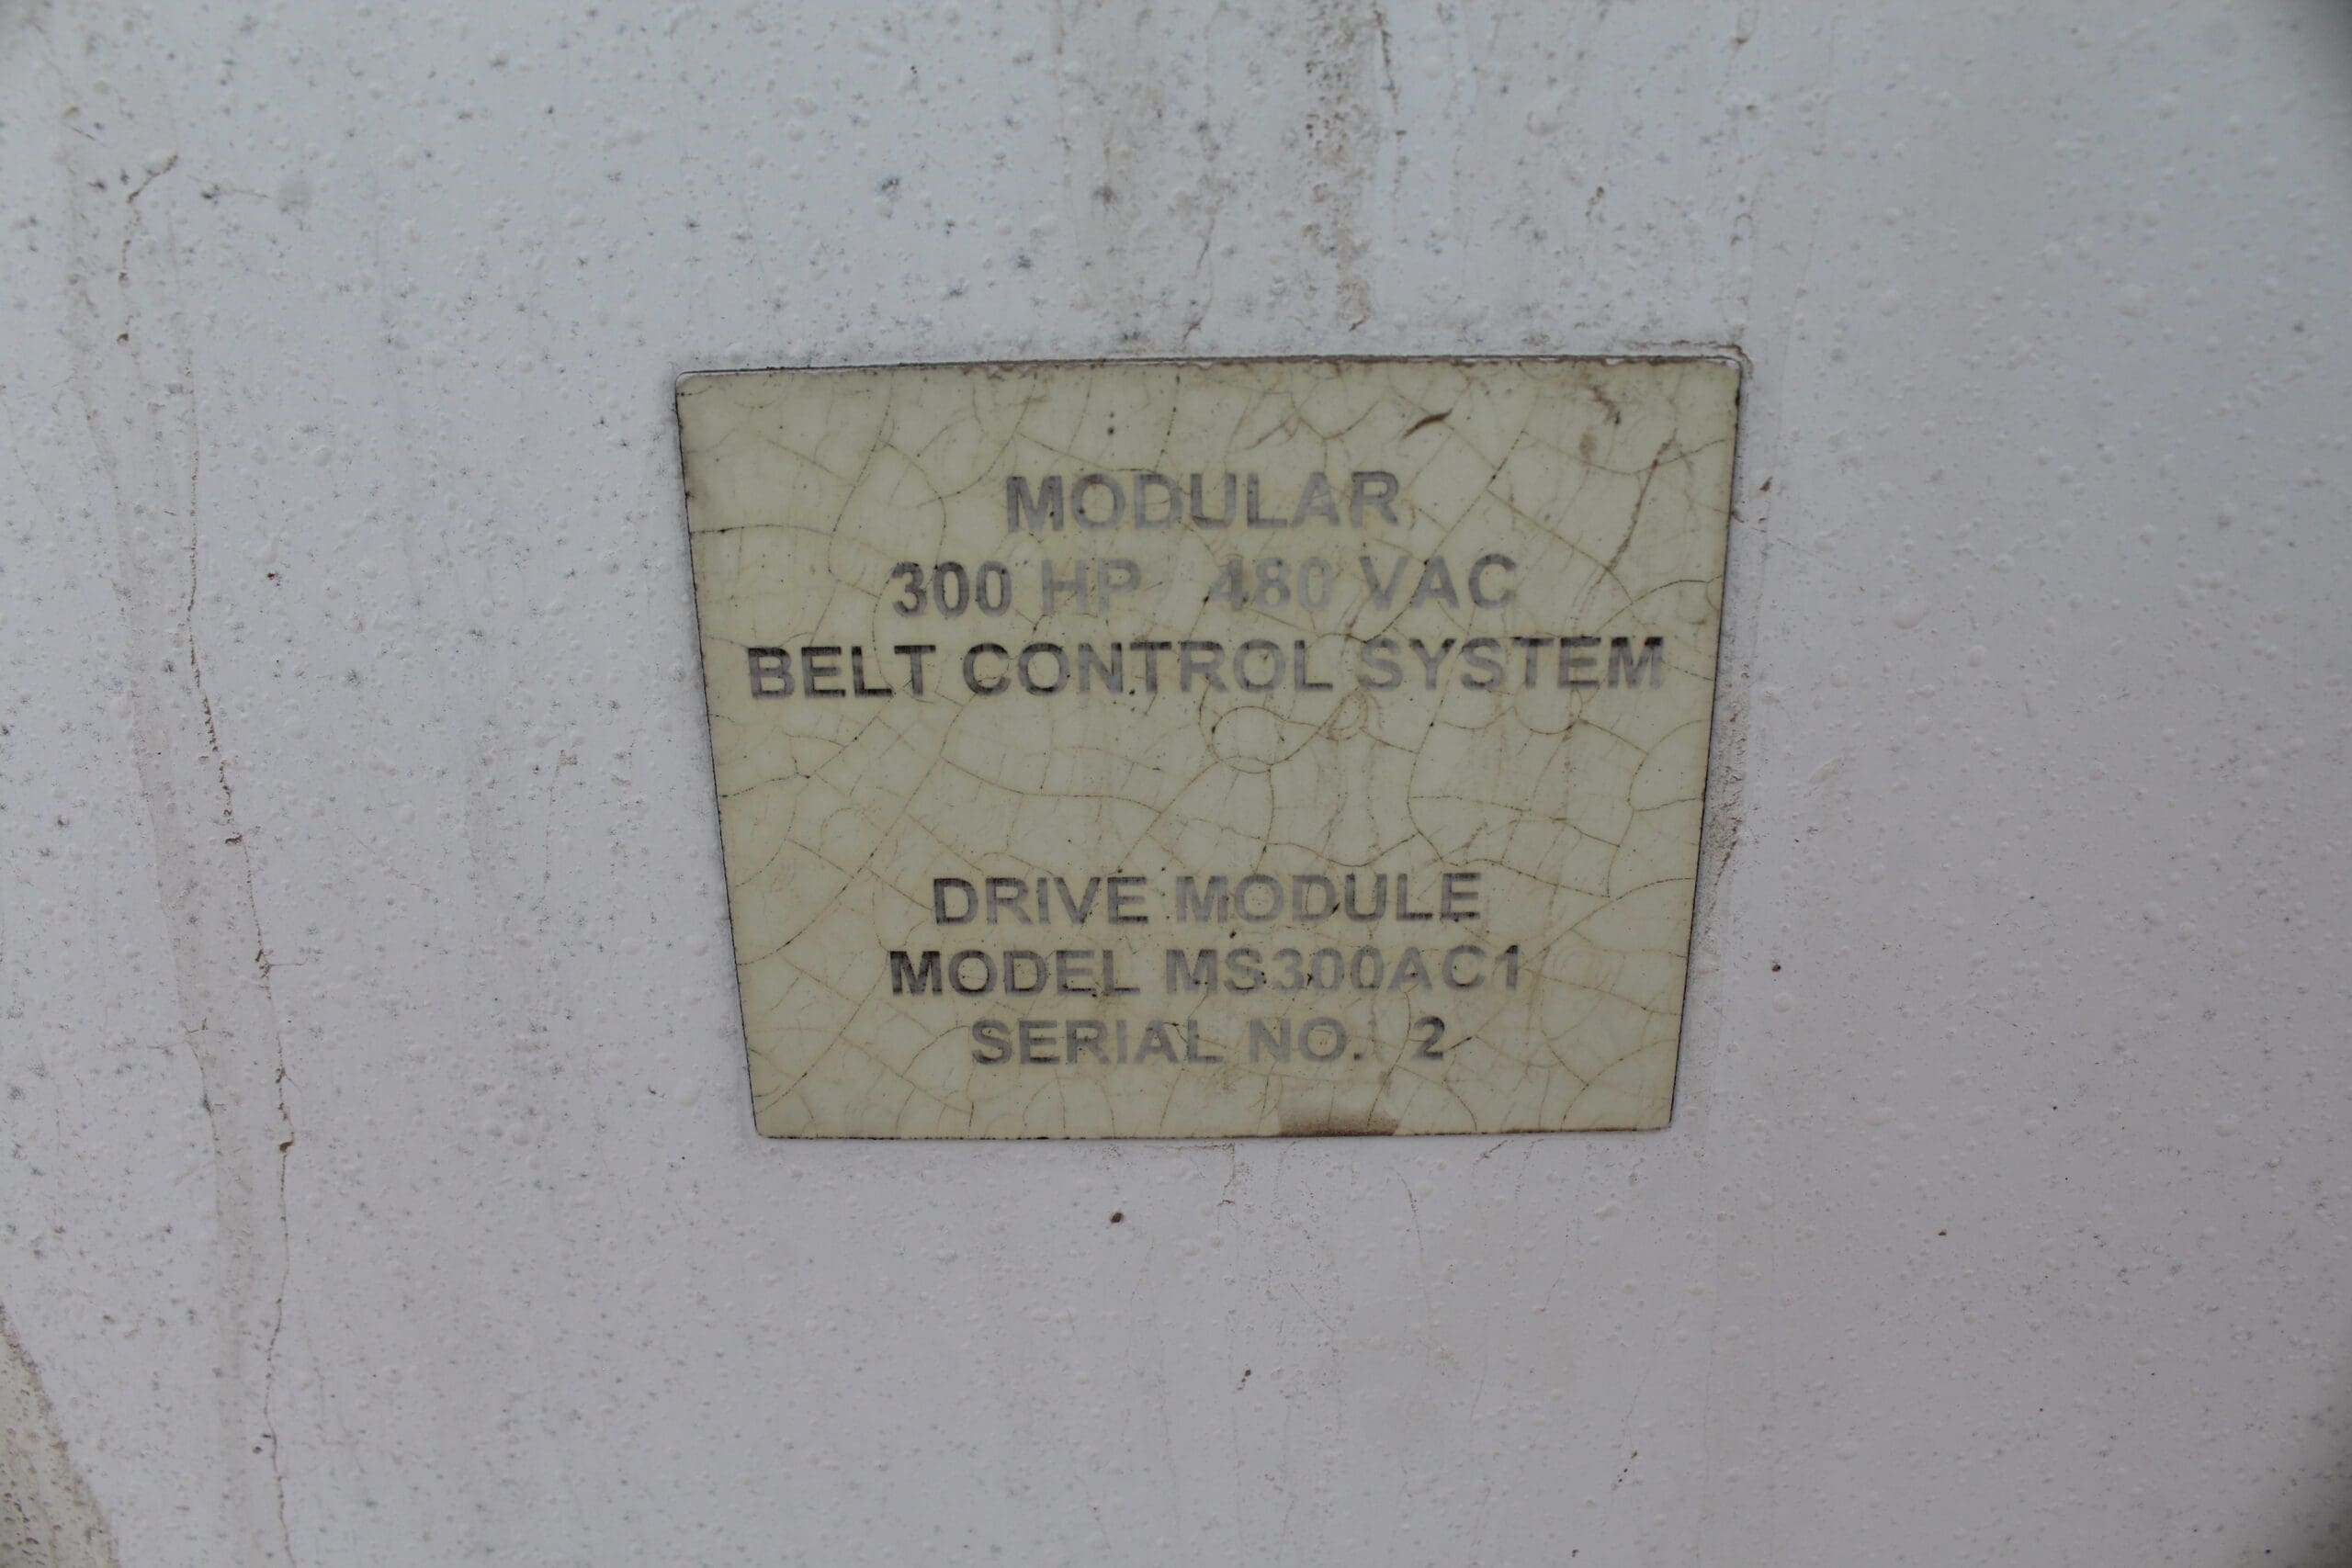 MODULAR
300 HP 480 VAC
BELT CONTROL SYSTEM
DRIVE MODULE
MODEL MS300AC1
SERIAL NO. 2